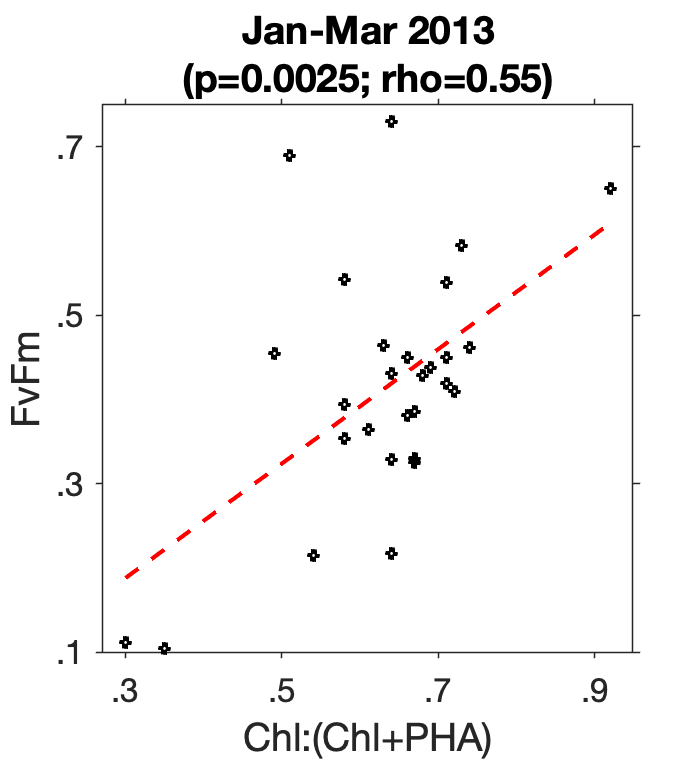 Jan-Mar 2013
(p=0.0025; rho=0.55)
.7
.5
.3
.1
FvFm
.3 .5 .7 .9
Chl:(Chl+PHA)